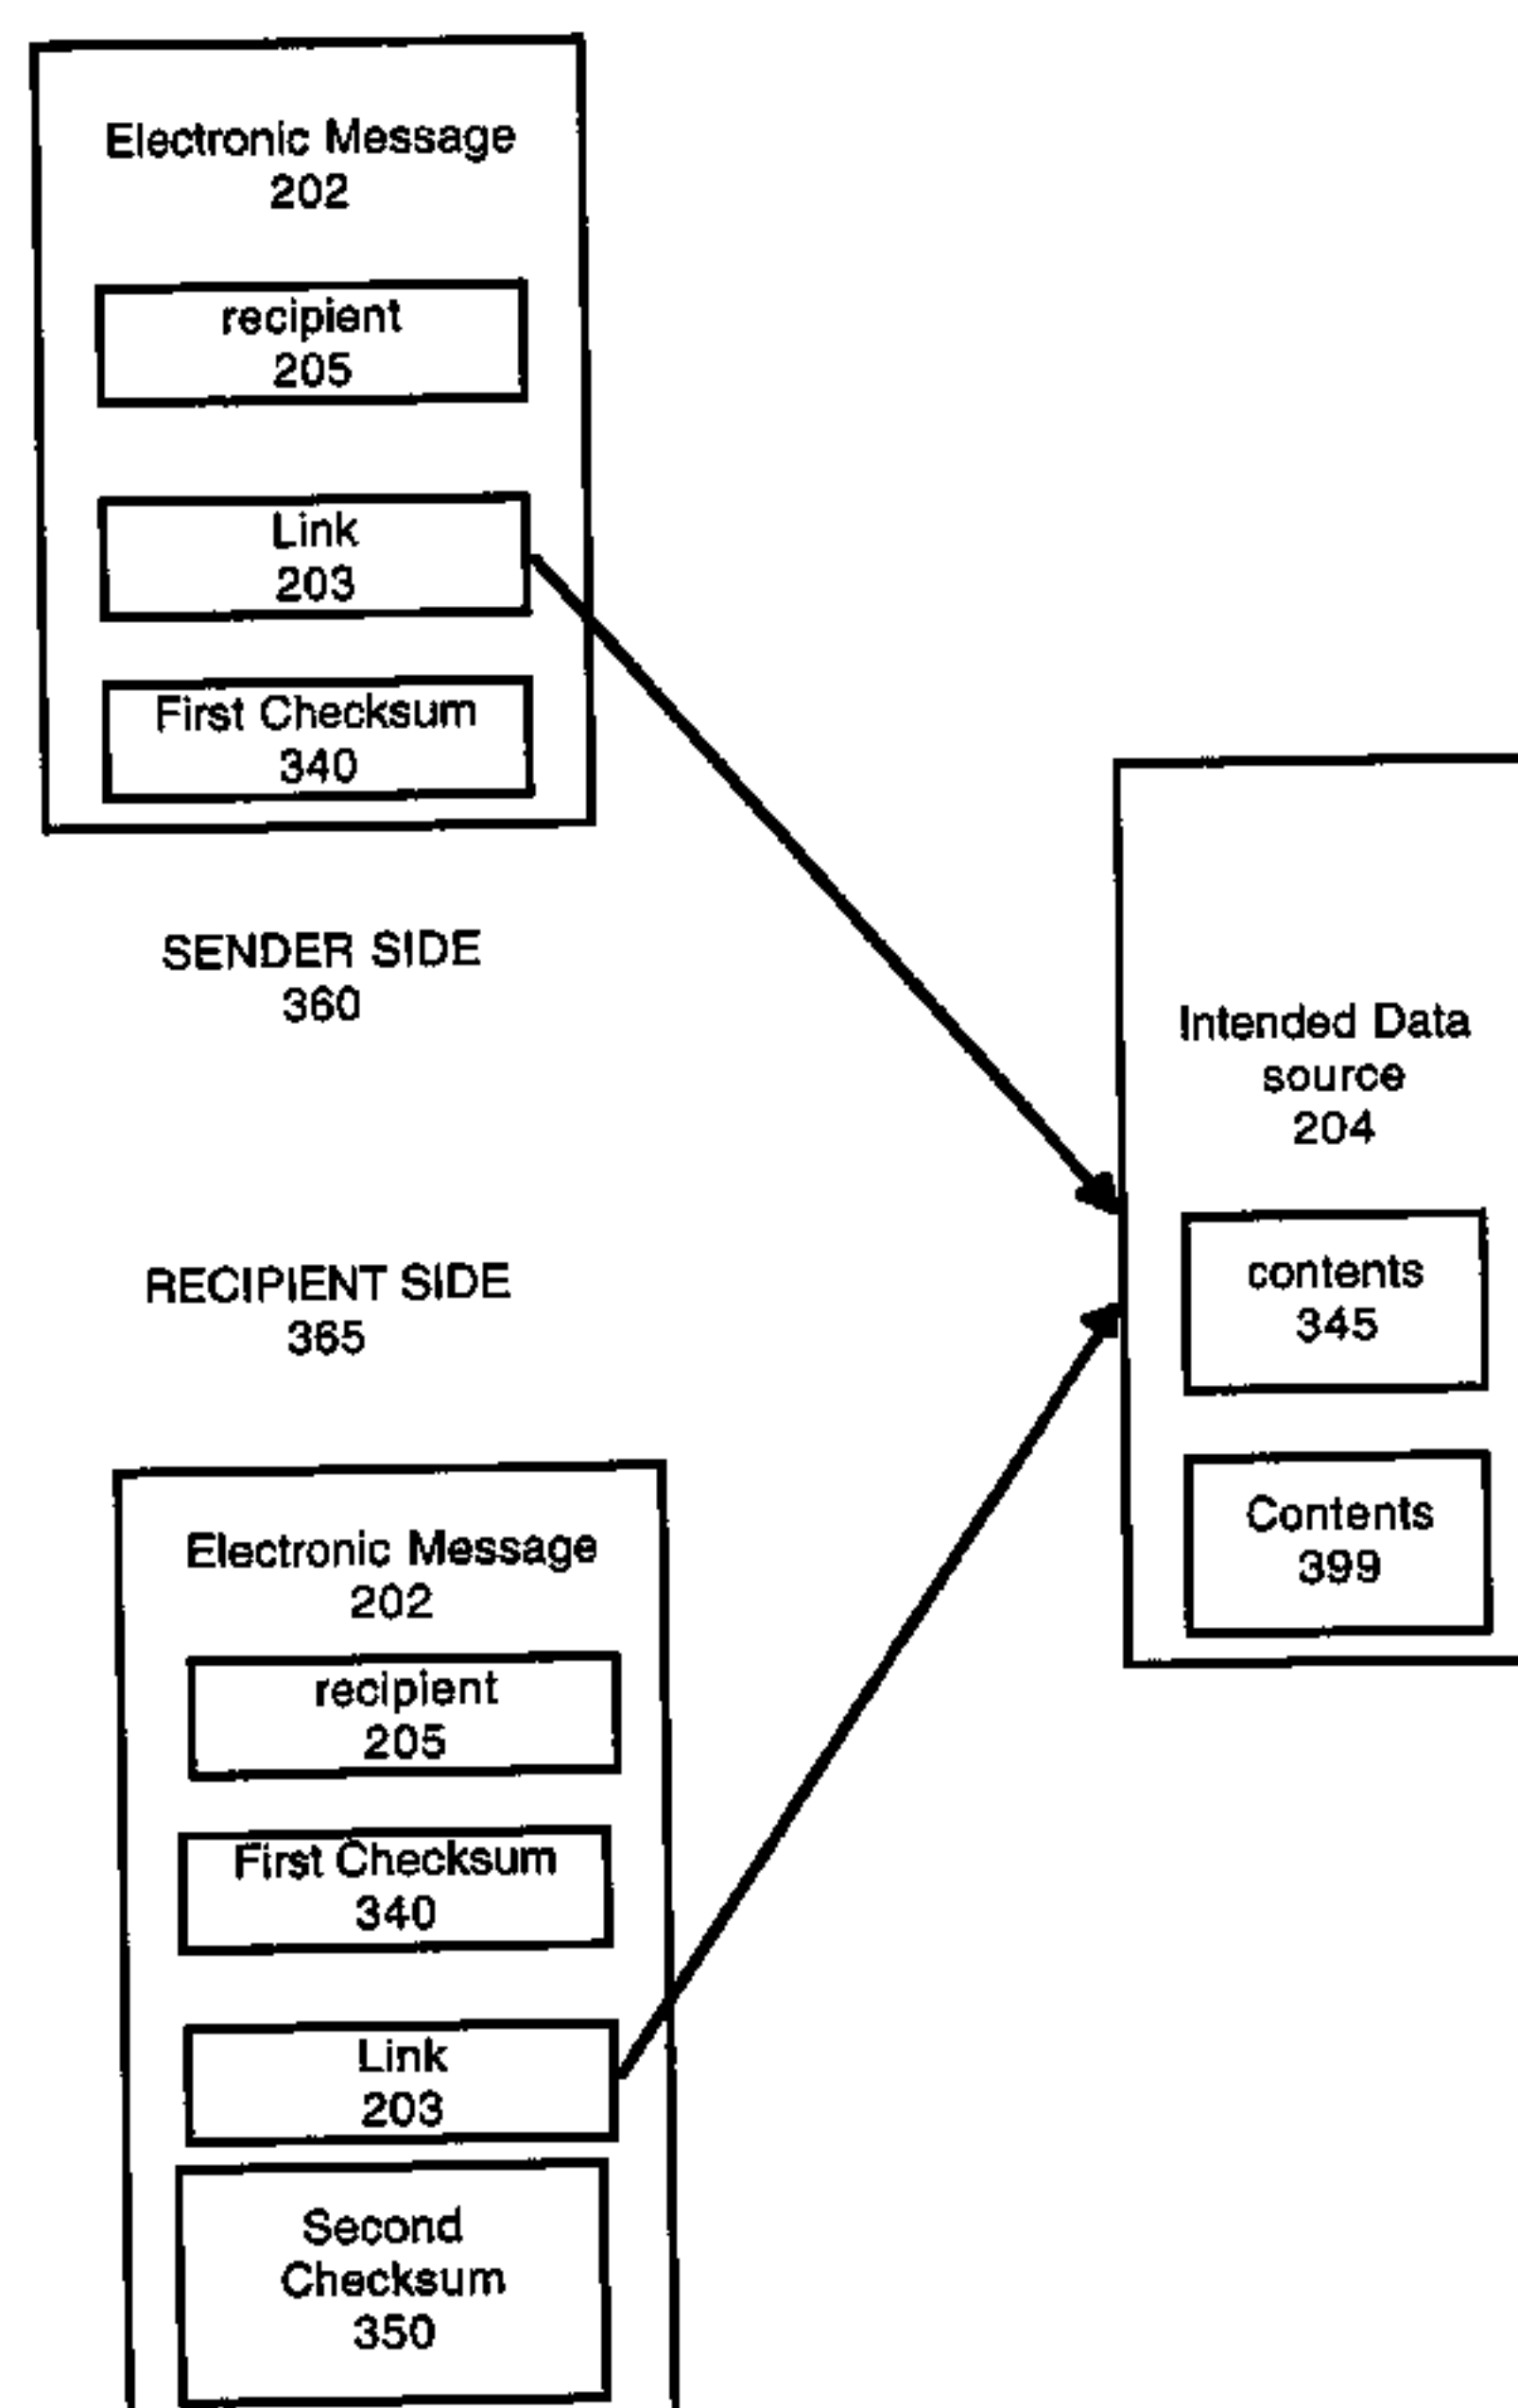 Electronic Message
202
recipient
205
Link
203
First Checksum
340
SENDER SIDE
360
Intended Data
source
204
contents
345
Contents
399
RECIPIENT SIDE
365
Electronic Message
202
recipient
205
First Checksum
340
Link
203
Second
Checksum
350